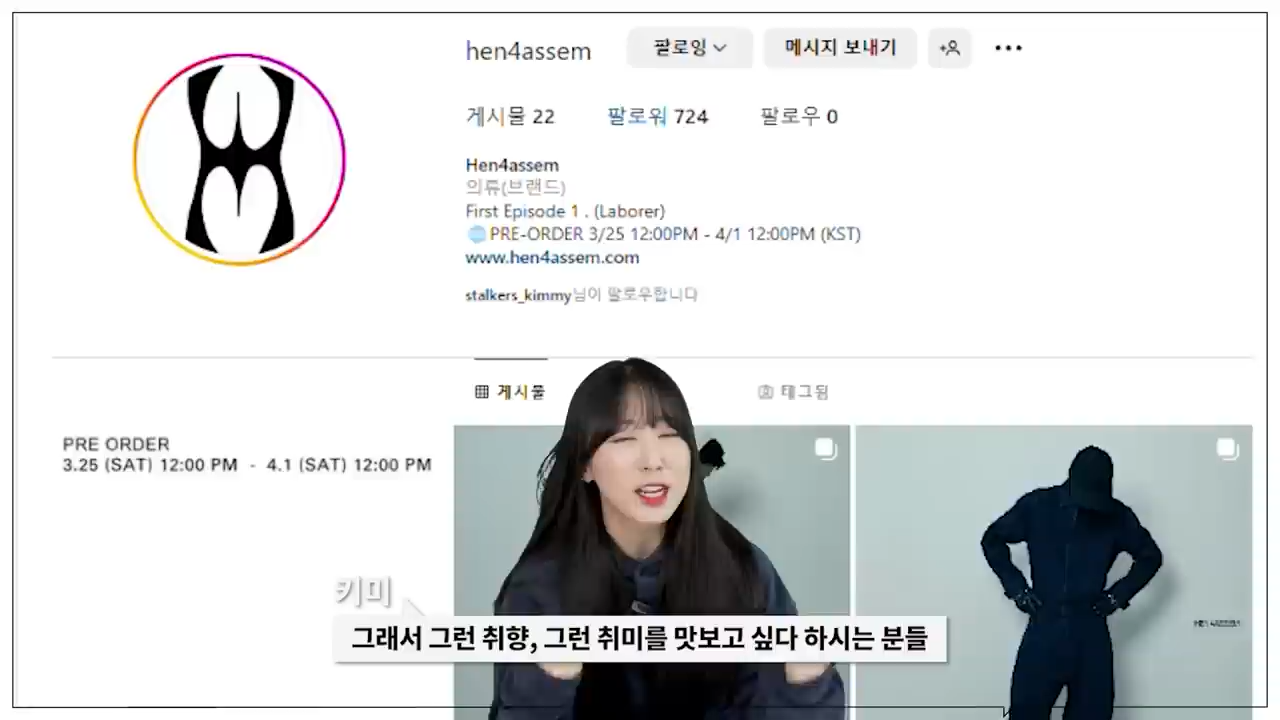 hen4assem
팔로잉
메시지 보내기
게시물 22
팔로워 724
팔로우 0
Hen4assem
의류(브랜드)
First Episode 1 . (Laborer)
PRE-ORDER 3/25 12:00PM - 4/1 12:00PM (KST)
www.hen4assem.com
stalkers_kimmy님이 팔로우합니다
게시물
태그됨
PRE ORDER
3.25 (SAT) 12:00 PM - 4.1 (SAT) 12:00 PM
키미
그래서 그런 취향, 그런 취미를 맛보고 싶다 하시는 분들